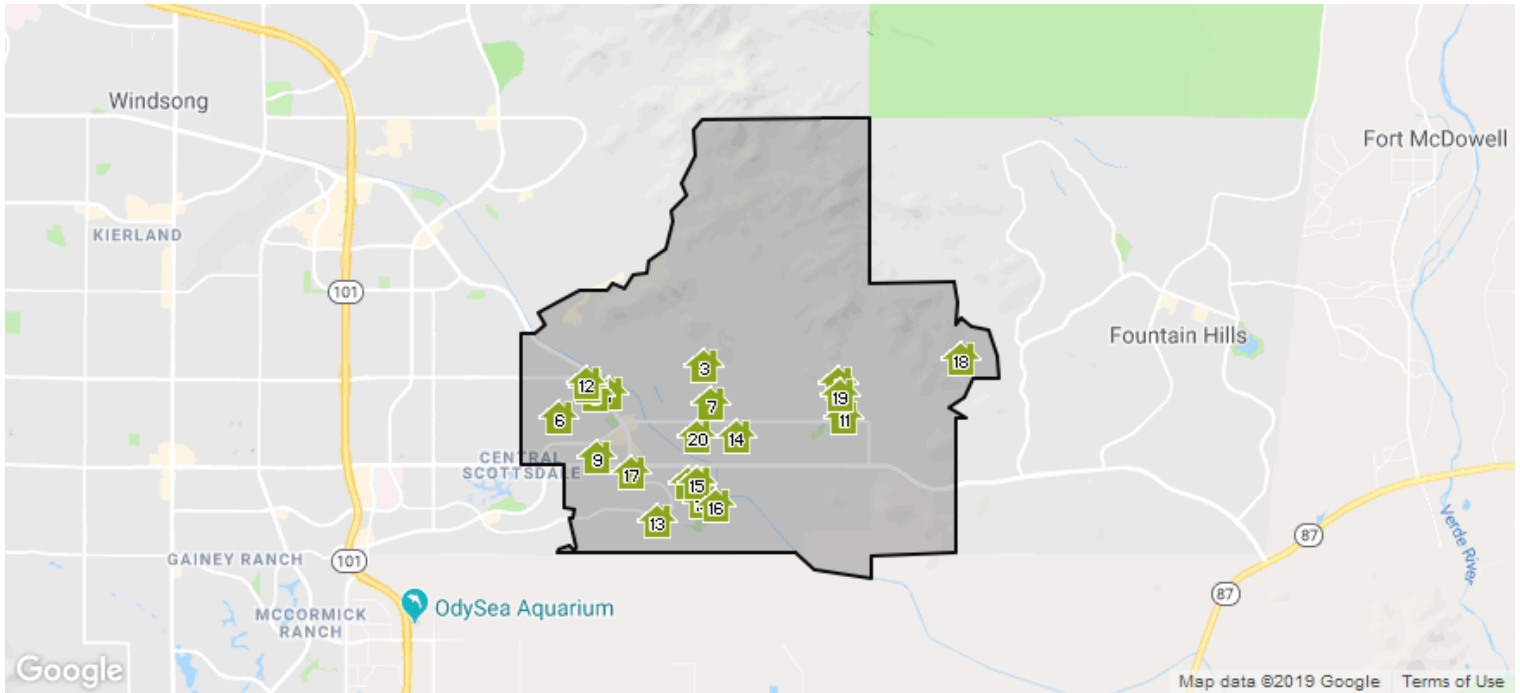 Windsong
Fort McDowell
KIERLAND
101
Fountain Hills
3
18
12
7
19
6
11
20
14
CENTRAL
SCOTTSDALE
9
17
15
16
13
Verde River
87
GAINEY RANCH
101
87
MCCORMICK
RANCH
OdySea Aquarium
Google
Map data ©2019 Google
Terms of Use